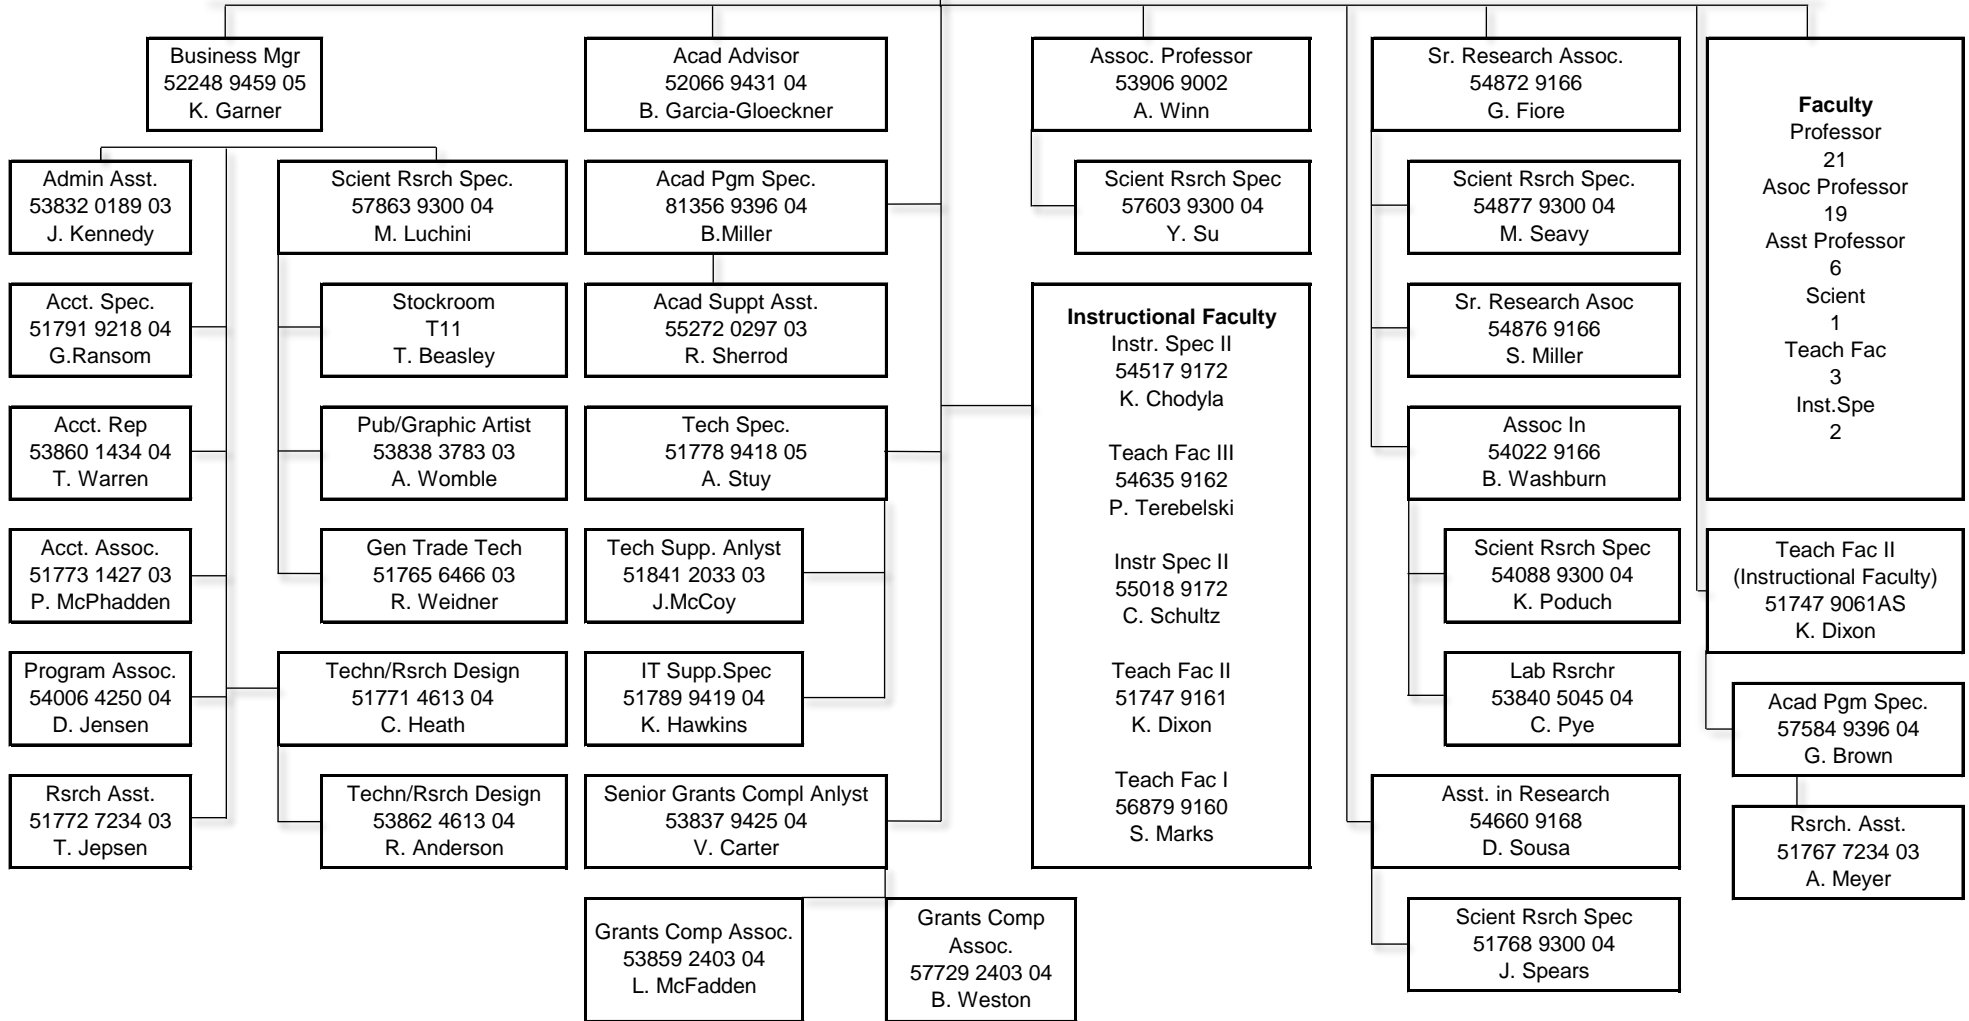 Business Mgr
52248 9459 05
K. Garner
Admin Asst.
53832 0189 03
J. Kennedy
Acct. Spec.
51791 9218 04
G.Ransom
Acct. Rep
53860 1434 04
T. Warren
Acct. Assoc.
51773 1427 03
P. McPhadden
Program Assoc.
54006 4250 04
D. Jensen
Rsrch Asst.
51772 7234 03
T. Jepsen
Scient Rsrch Spec.
57863 9300 04
M. Luchini
Stockroom
T11
T. Beasley
Pub/Graphic Artist
53838 3783 03
A. Womble
Gen Trade Tech
51765 6466 03
R. Weidner
Techn/Rsrch Design
51771 4613 04
C. Heath
Techn/Rsrch Design
53862 4613 04
R. Anderson
Acad Advisor
52066 9431 04
B. Garcia-Gloeckner
Acad Pgm Spec.
81356 9396 04
B.Miller
Acad Suppt Asst.
55272 0297 03
R. Sherrod
Tech Spec.
51778 9418 05
A. Stuy
Tech Supp. Anlyst
51841 2033 03
J.McCoy
IT Supp.Spec
51789 9419 04
K. Hawkins
Senior Grants Compl Anlyst
53837 9425 04
V. Carter
Grants Comp Assoc.
53859 2403 04
L. McFadden
Grants Comp
Assoc.
57729 2403 04
B. Weston
Assoc. Professor
53906 9002
A. Winn
Scient Rsrch Spec
57603 9300 04
Y. Su
Instructional Faculty
Instr. Spec II
54517 9172
K. Chodyla
Teach Fac III
54635 9162
P. Terebelski
Instr Spec II
55018 9172
C. Schultz
Teach Fac II
51747 9161
K. Dixon
Teach Fac I
56879 9160
S. Marks
Sr. Research Assoc.
54872 9166
G. Fiore
Scient Rsrch Spec.
54877 9300 04
M. Seavy
Sr. Research Asoc
54876 9166
S. Miller
Assoc In
54022 9166
B. Washburn
Scient Rsrch Spec
54088 9300 04
K. Poduch
Lab Rsrchr
53840 5045 04
C. Pye
Asst. in Research
54660 9168
D. Sousa
Scient Rsrch Spec
51768 9300 04
J. Spears
Faculty
Professor
21
Asoc Professor
19
Asst Professor
6
Scient
1
Teach Fac
3
Inst.Spe
2
Teach Fac II
(Instructional Faculty)
51747 9061AS
K. Dixon
Acad Pgm Spec.
57584 9396 04
G. Brown
Rsrch. Asst.
51767 7234 03
A. Meyer